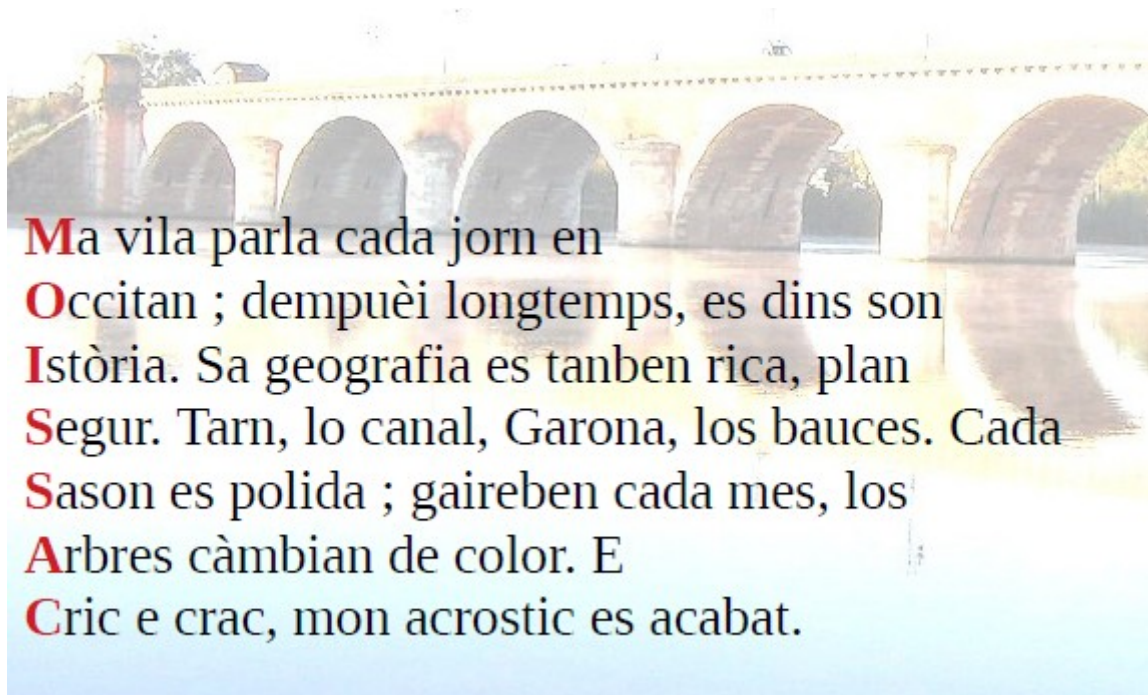 Ma vila parla cada jorn en
Occitan ; dempuèi longtemps, es dins son
Istòria. Sa geografia es tanben rica, plan
Segur. Tarn, lo canal, Garona, los bauces. Cada
Sason es polida ; gaireben cada mes, los
Arbres càmbian de color. E
Cric e crac, mon acrostic es acabat.